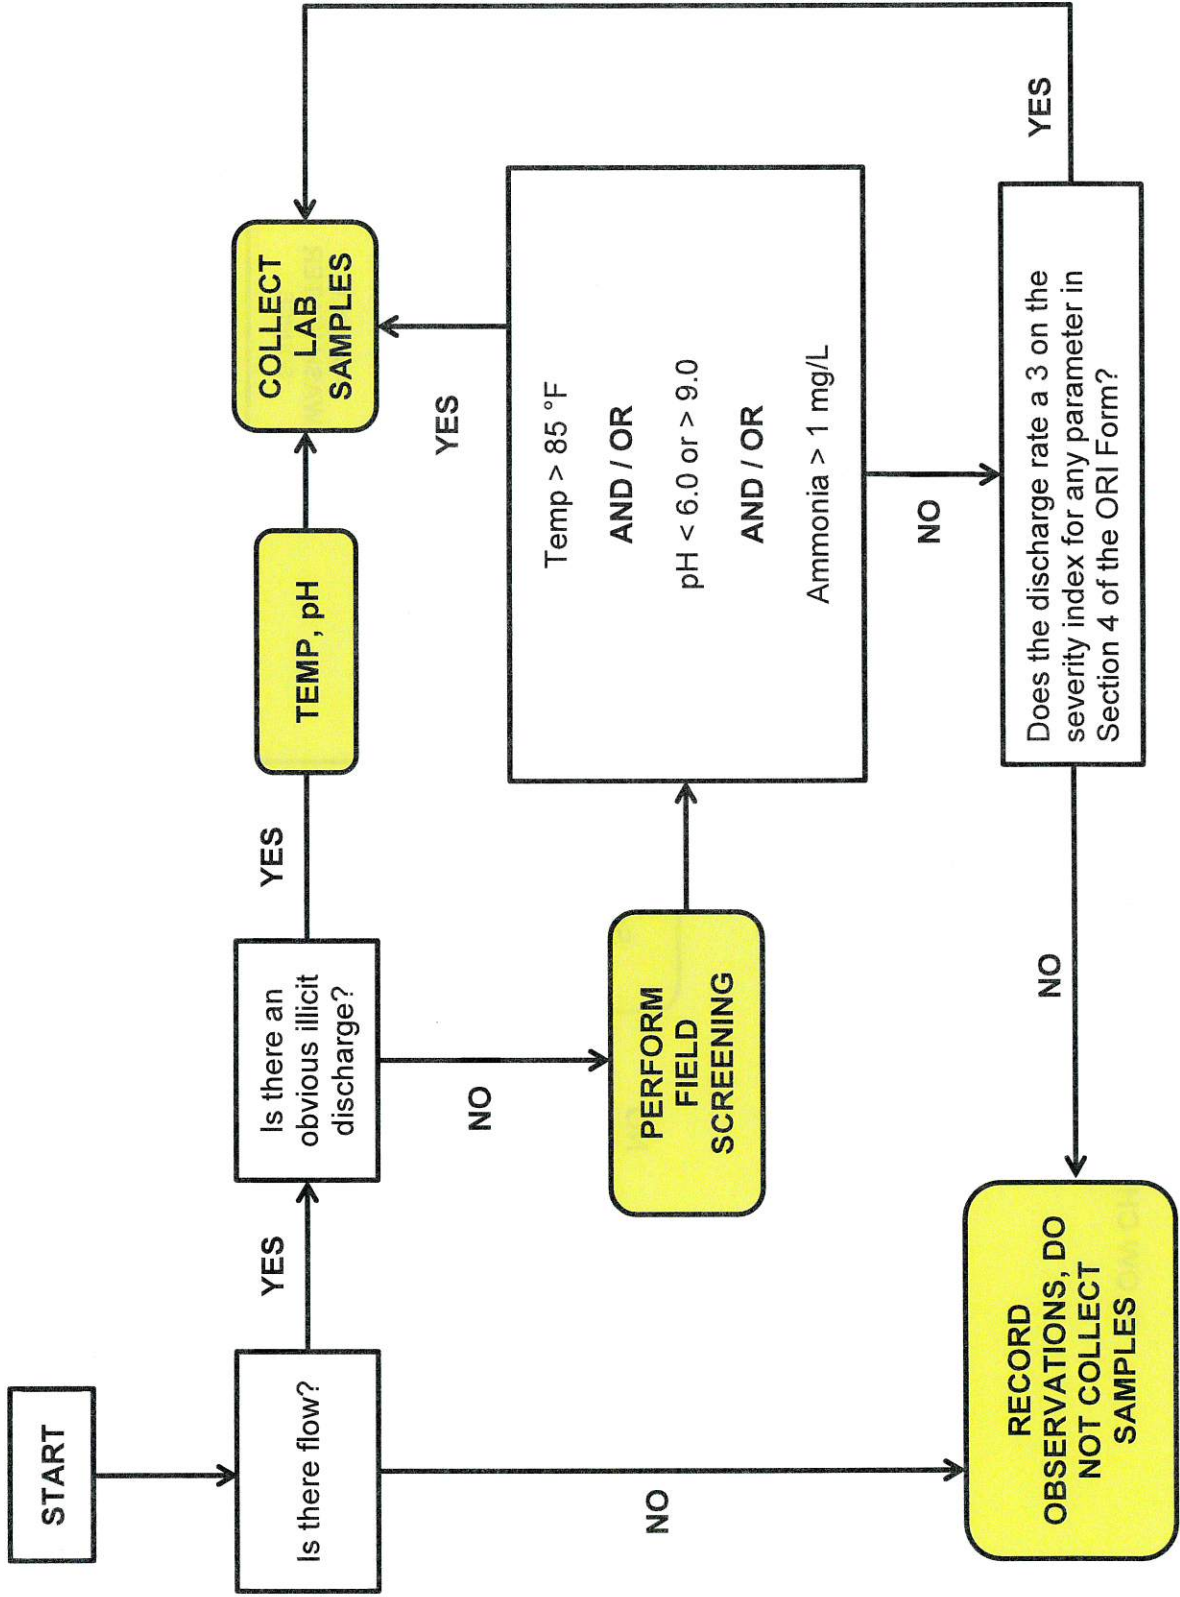 START
Is there flow?
YES
NO
Is there an
obvious illicit
discharge?
YES
NO
TEMP, pH
COLLECT
LAB
SAMPLES
PERFORM
FIELD
SCREENING
Temp > 85 °F
AND / OR
pH < 6.0 or > 9.0
AND / OR
Ammonia > 1 mg/L
YES
NO
Does the discharge rate a 3 on the
severity index for any parameter in
Section 4 of the ORI Form?
YES
NO
RECORD
OBSERVATIONS, DO
NOT COLLECT
SAMPLES